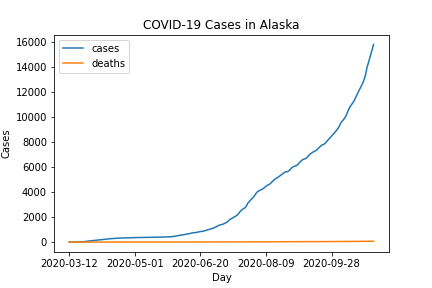 COVID-19 Cases in Alaska
cases
deaths
16000
14000
12000
10000
8000
6000
4000
2000
0
Cases
2020-03-12 2020-05-01 2020-06-20 2020-08-09 2020-09-28
Day